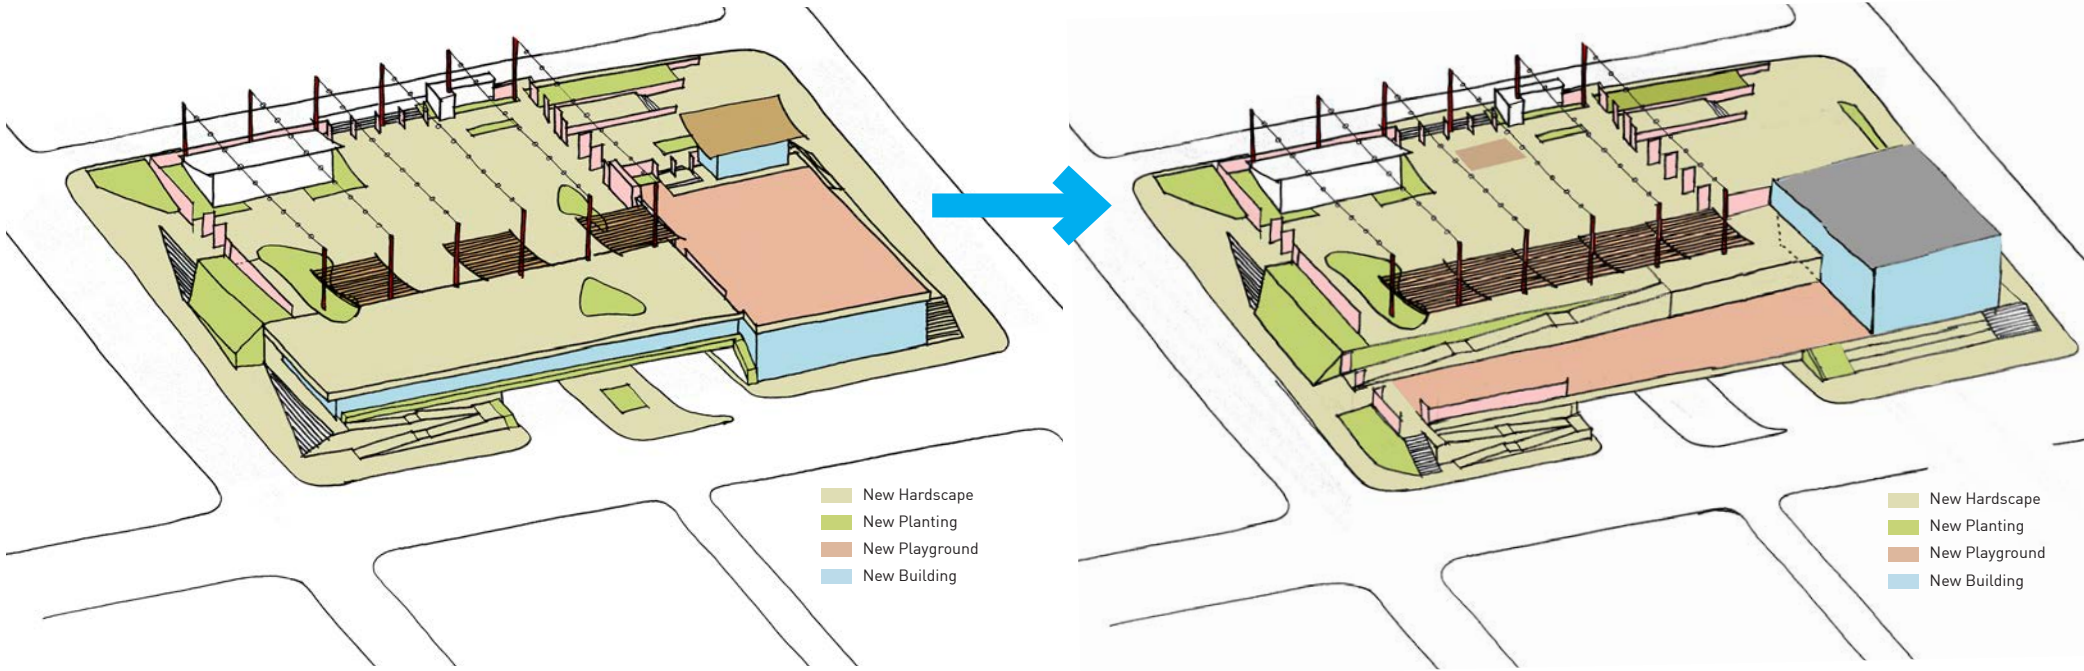 New Hardscape
New Planting
New Playground
New Building
New Hardscape
New Planting
New Playground
New Building